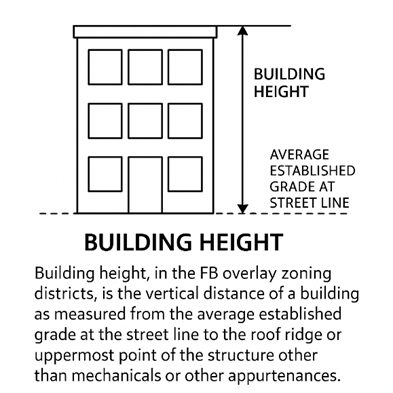 BUILDING
HEIGHT
AVERAGE
ESTABLISHED
GRADE AT
STREET LINE
BUILDING HEIGHT
Building height, in the FB overlay zoning
districts, is the vertical distance of a building
as measured from the average established
grade at the street line to the roof ridge or
uppermost point of the structure other
than mechanicals or other appurtenances.